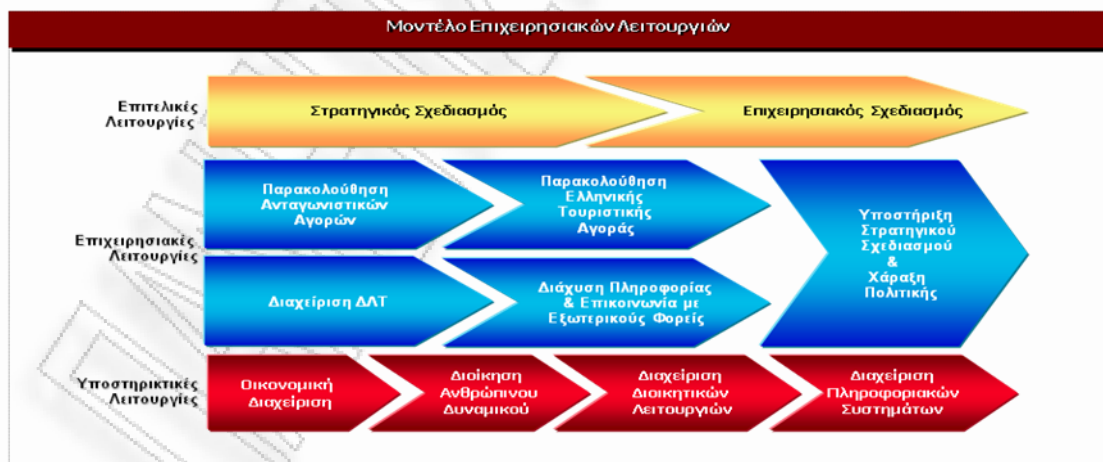 Μοντέλο Επιχειρησιακών Λειτουργιών
Επιτελικές
Λειτουργίες
Στρατηγικός Σχεδιασμός
Επιχειρησιακός Σχεδιασμός
Επιχειρησιακές
Λειτουργίες
Παρακολούθηση
Ανταγωνιστικών
Αγορών
Παρακολούθηση
Ελληνικής
Τουριστικής
Αγοράς
Διαχείριση ΔΛΤ
Διάχυση Πληροφορίας
& Επικοινωνία με
Εξωτερικούς Φορείς
Υποστήριξη
Στρατηγικού
Σχεδιασμού
&
Χάραξη
Πολιτικής
Υποστηρικτικές
Λειτουργίες
Οικονομική
Διαχείριση
Διοίκηση
Ανθρώπινου
Δυναμικού
Διαχείριση
Διοικητικών
Λειτουργιών
Διαχείριση
Πληροφοριακών
Συστημάτων